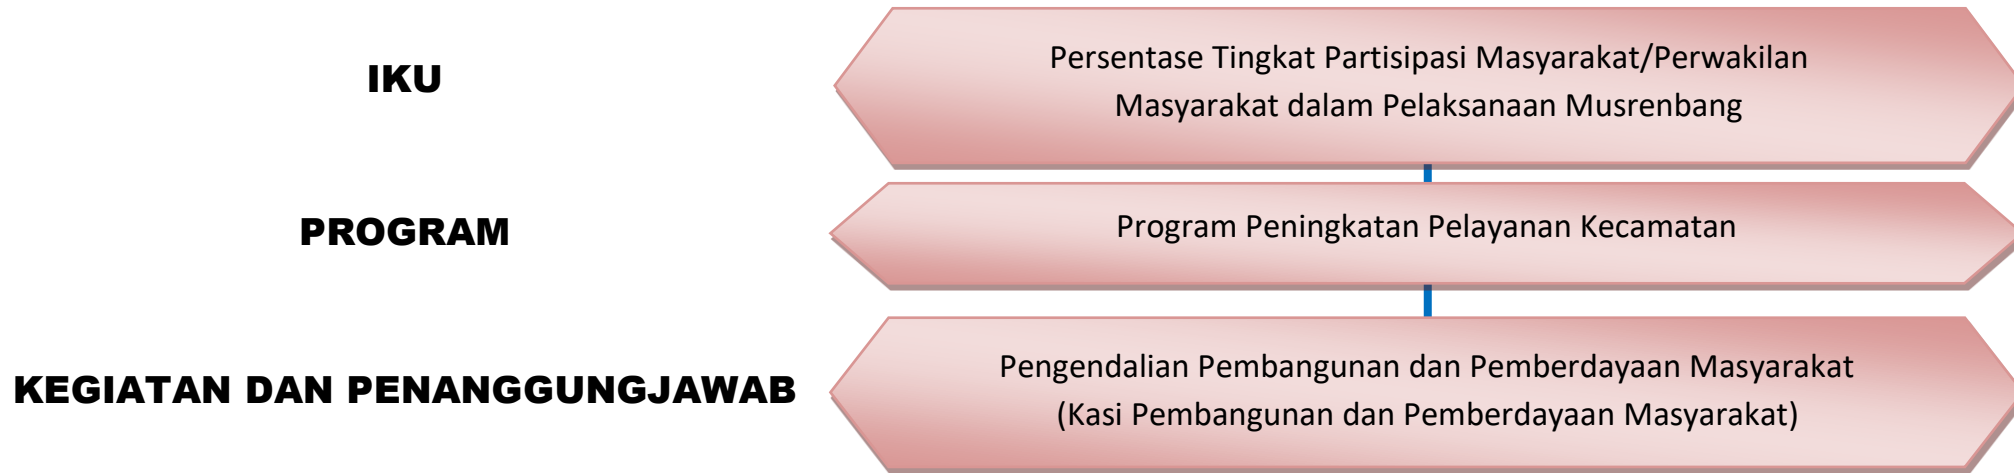 IKU
Persentase Tingkat Partisipasi Masyarakat/Perwakilan
Masyarakat dalam Pelaksanaan Musrenbang
PROGRAM
Program Peningkatan Pelayanan Kecamatan
KEGIATAN DAN PENANGGUNGJAWAB
Pengendalian Pembangunan dan Pemberdayaan Masyarakat
(Kasi Pembangunan dan Pemberdayaan Masyarakat)